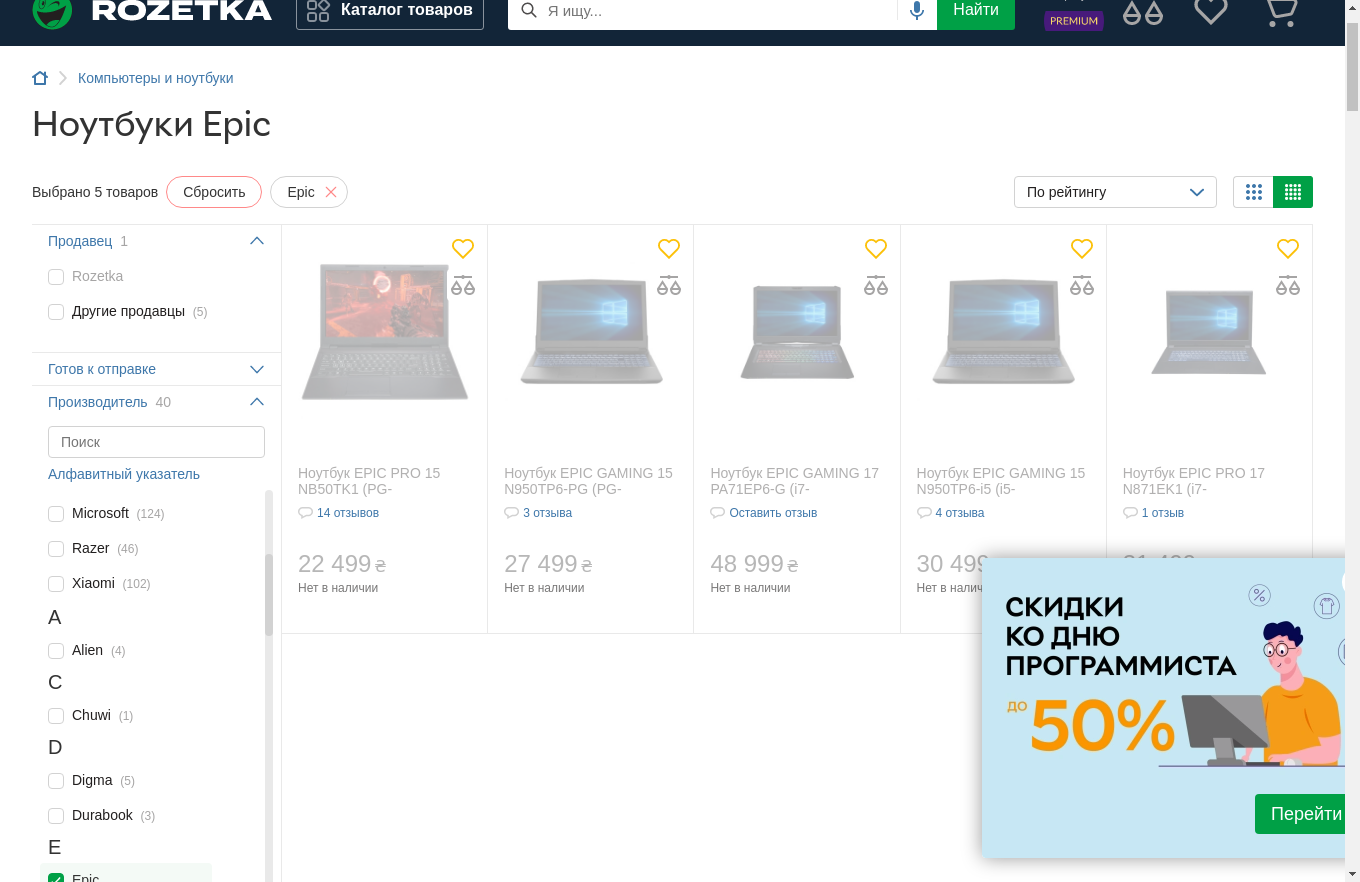 ROZETKA
Каталог товаров
Я ищу...
Найти
PREMIUM
Компьютеры и ноутбуки
Ноутбуки Epic
Выбрано 5 товаров
Сбросить
Epic
По рейтингу
Продавец 1
Rozetka
Другие продавцы (5)
Готов к отправке
Производитель 40
Поиск
Алфавитный указатель
Microsoft (124)
Razer (46)
Xiaomi (102)
A
Alien (4)
C
Chuwi (1)
D
Digma (5)
Durabook (3)
E
Epic
Ноутбук EPIC PRO 15
NB50TK1 (PG-
14 отзывов
22 499 ₴
Нет в наличии
Ноутбук EPIC GAMING 15
N950TP6-PG (PG-
3 отзыва
27 499 ₴
Нет в наличии
Ноутбук EPIC GAMING 17
PA71EP6-G (i7-
Оставить отзыв
48 999 ₴
Нет в наличии
Ноутбук EPIC GAMING 15
N950TP6-i5 (i5-
4 отзыва
30 499
Нет в налич
Ноутбук EPIC PRO 17
N871EK1 (i7-
1 отзыв
СКИДКИ
КО ДНЮ
ПРОГРАММИСТА
ДО 50%
%
Перейти